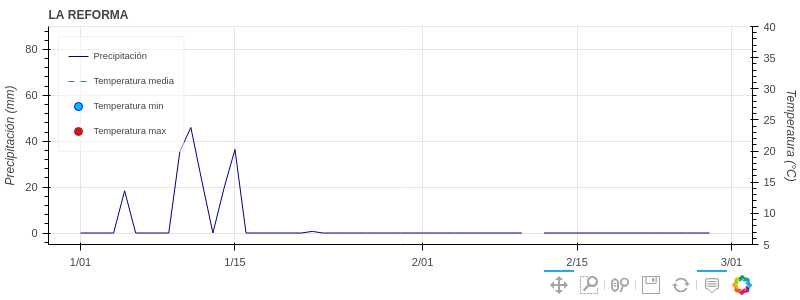 LA REFORMA
Precipitación
Temperatura media
Temperatura min
Temperatura max
Precipitación (mm)
80
60
40
20
0
Temperatura (°C)
40
35
30
25
20
15
10
5
1/01
1/15
2/01
2/15
3/01